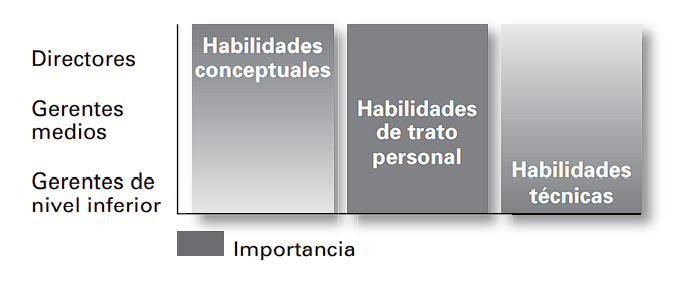 Directores
Gerentes
medios
Gerentes de
nivel inferior
Habilidades
conceptuales
Habilidades
de trato
personal
Habilidades
técnicas
Importancia